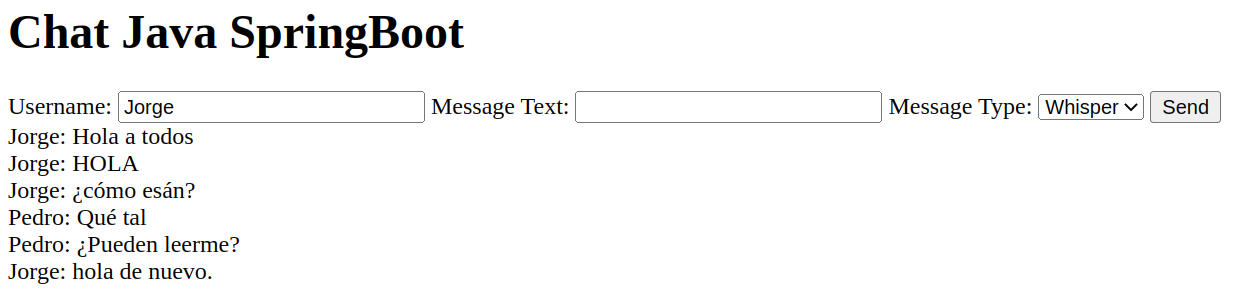 Chat Java SpringBoot
Username: Jorge Message Text: Message Type: Whisper Send
Jorge: Hola a todos
Jorge: HOLA
Jorge: ¿cómo esán?
Pedro: Qué tal
Pedro: ¿Pueden leerme?
Jorge: hola de nuevo.